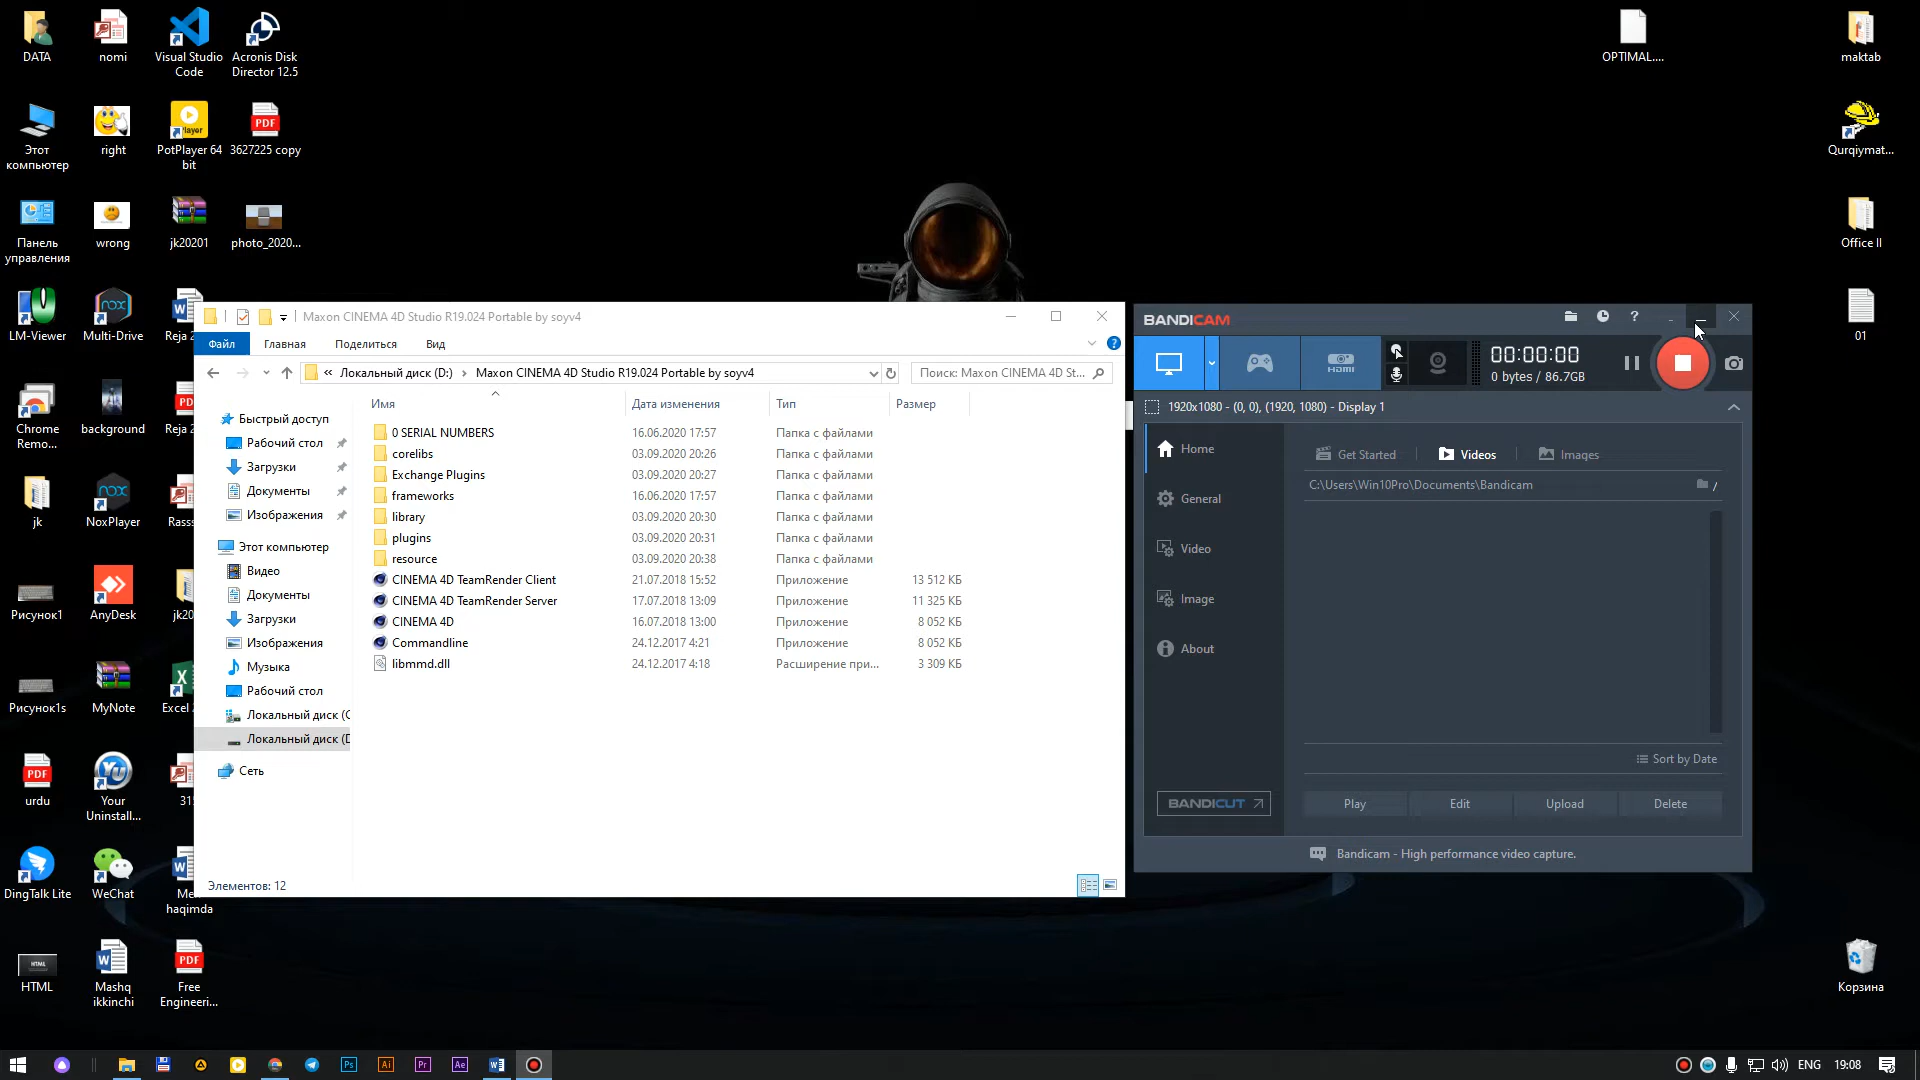 DATA
nomi
Visual Studio
Code
Acronis Disk
Director 12.5
OPTIMAL....
maktab
Этот
компьютер
right
PotPlayer 64
bit
3627225 copy
Qurqiymat...
Панель
управления
wrong
jk20201
photo_2020...
Office II
LM-Viewer
Multi-Drive
Reja 2
01
Chrome
Remo...
background
Reja 2
jk
NoxPlayer
Rasss
Рисунок1
AnyDesk
jk20
Рисунок1s
MyNote
Excel
urdu
Your
Uninstall...
31
DingTalk Lite
WeChat
Men
haqimda
HTML
Mashq
ikkinchi
Free
Engineeri...
Корзина
Maxon CINEMA 4D Studio R19.024 Portable by soyv4
Файл
Главная
Поделиться
Вид
« Локальный диск (D:) › Maxon CINEMA 4D Studio R19.024 Portable by soyv4
Поиск: Maxon CINEMA 4D St...
Имя
Дата изменения
Тип
Размер
Быстрый доступ
Рабочий стол
Загрузки
Документы
Изображения
Этот компьютер
Видео
Документы
Загрузки
Изображения
Музыка
Рабочий стол
Локальный диск (C
Локальный диск (D
Сеть
0 SERIAL NUMBERS 16.06.2020 17:57 Папка с файлами
corelibs 03.09.2020 20:26 Папка с файлами
Exchange Plugins 03.09.2020 20:27 Папка с файлами
frameworks 16.06.2020 17:57 Папка с файлами
library 03.09.2020 20:30 Папка с файлами
plugins 03.09.2020 20:31 Папка с файлами
resource 03.09.2020 20:38 Папка с файлами
CINEMA 4D TeamRender Client 21.07.2018 15:52 Приложение 13 512 КБ
CINEMA 4D TeamRender Server 17.07.2018 13:09 Приложение 11 325 КБ
CINEMA 4D 16.07.2018 13:00 Приложение 8 052 КБ
Commandline 24.12.2017 4:21 Приложение 8 052 КБ
libmmd.dll 24.12.2017 4:18 Расширение при... 3 309 КБ
Элементов: 12
BANDICAM
HDMI
00:00:00
0 bytes / 86.7GB
1920x1080 - (0, 0), (1920, 1080) - Display 1
Home
General
Video
Image
About
BANDICUT
Get Started
Videos
Images
C:\Users\Win10Pro\Documents\Bandicam
Sort by Date
Play
Edit
Upload
Delete
Bandicam - High performance video capture.
Ps
Ai
Pr
Ae
ENG
19:08